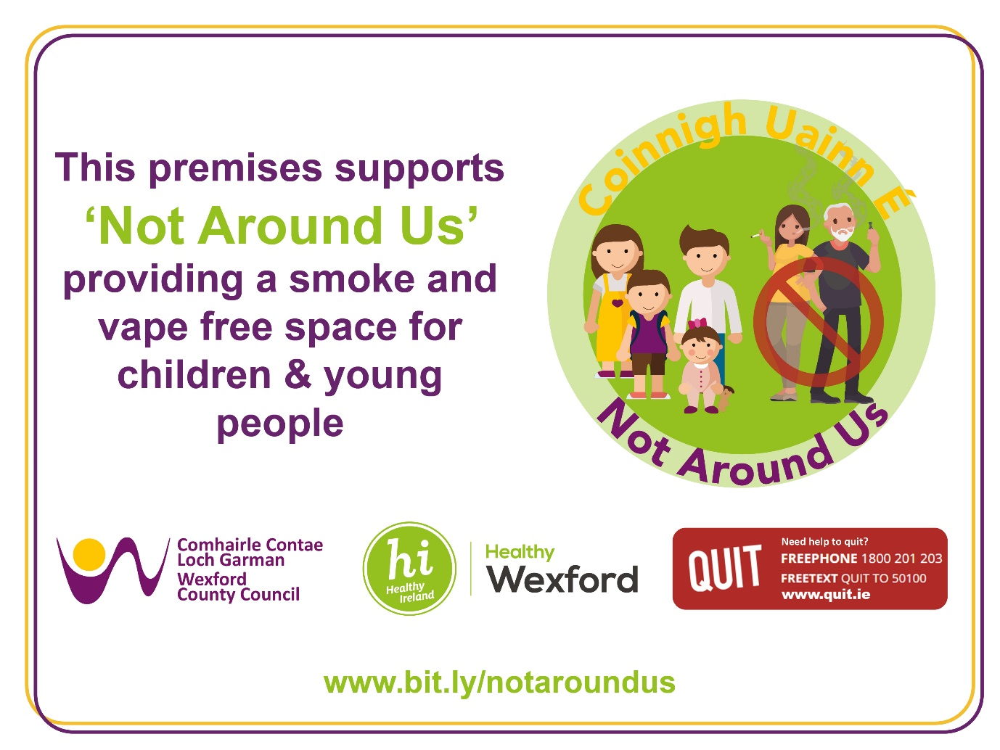 This premises supports
‘Not Around Us’
providing a smoke and
vape free space for
children & young
people
Coinnigh Uainn É
Not Around Us
Comhairle Contae
Loch Garman
Wexford
County Council
hi
Healthy
Ireland
Healthy
Wexford
QUIT
Need help to quit?
FREEPHONE 1800 201 203
FREETEXT QUIT TO 50100
www.quit.ie
www.bit.ly/notaroundus